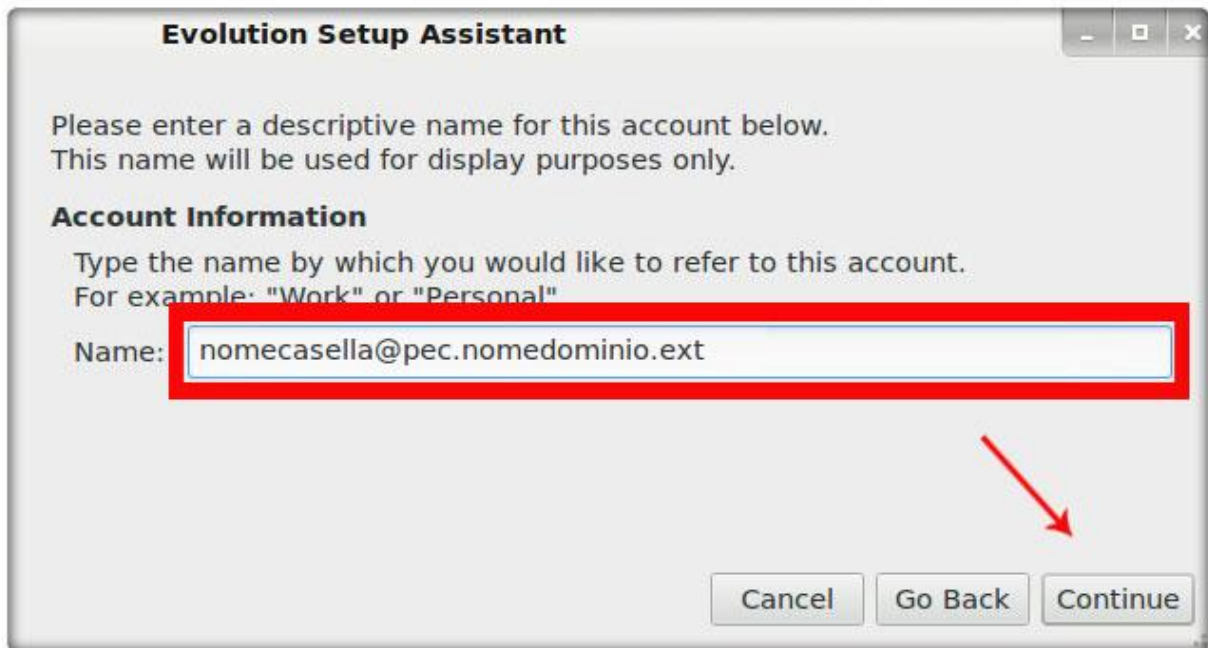 Evolution Setup Assistant
Please enter a descriptive name for this account below.
This name will be used for display purposes only.
Account Information
Type the name by which you would like to refer to this account.
For example: "Work" or "Personal"
Name: nomecasella@pec.nomedominio.ext
Cancel Go Back Continue